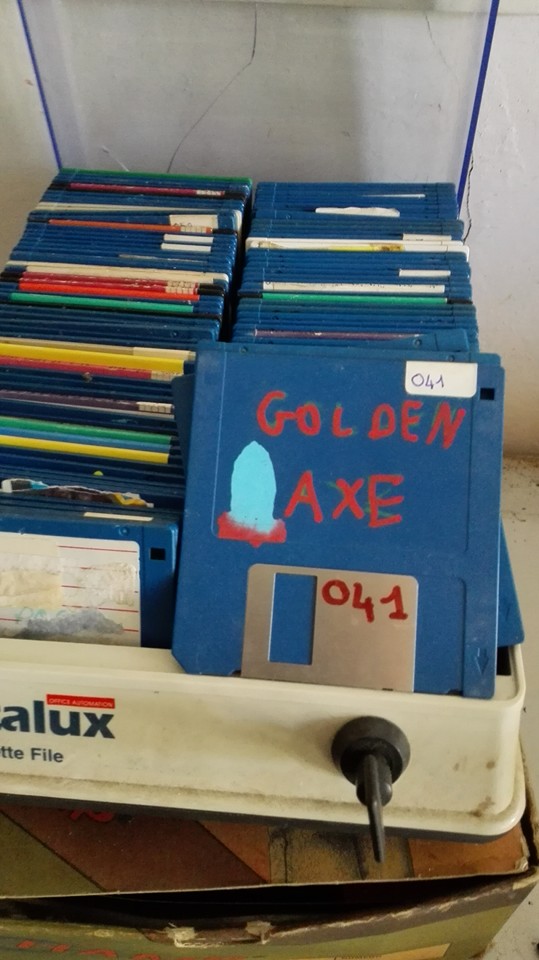 041
GOLDEN
AXE
041
OFFICE AUTOMATION
alux
tte File